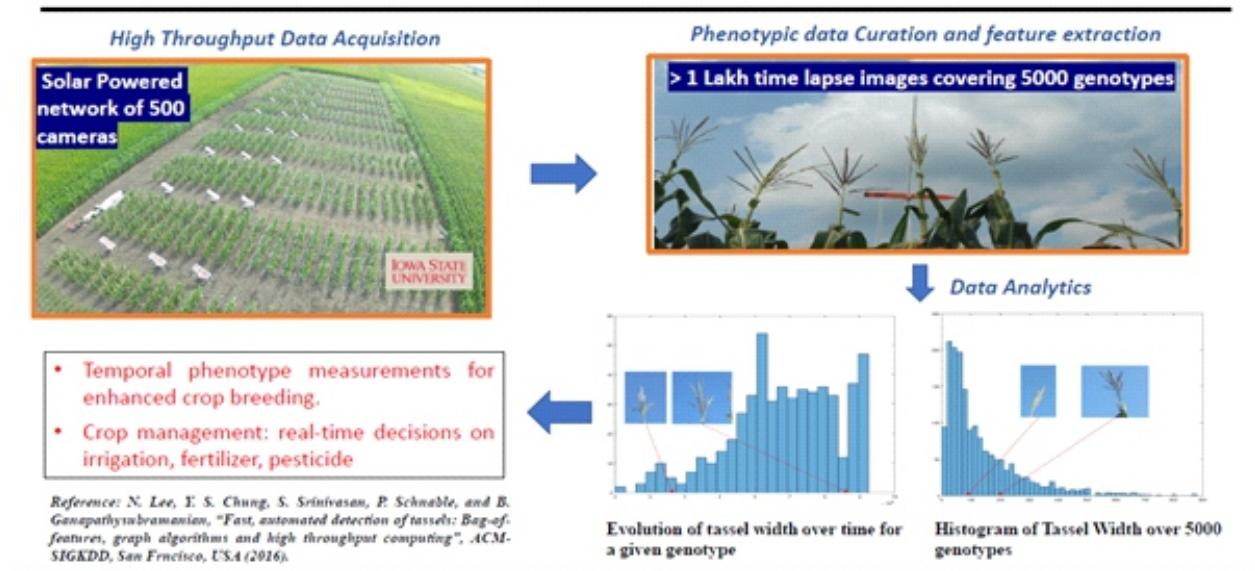 High Throughput Data Acquisition
Solar Powered
network of 500
cameras
IOWA STATE
UNIVERSITY
Phenotypic data Curation and feature extraction
> 1 Lakh time lapse images covering 5000 genotypes
Data Analytics
Evolution of tassel width over time for
a given genotype
Histogram of Tassel Width over 5000
genotypes
• Temporal phenotype measurements for
enhanced crop breeding.
• Crop management: real-time decisions on
irrigation, fertilizer, pesticide
Reference: N. Lee, Y. S. Chung, S. Srinivasan, P. Schnable, and B.
Ganapathysubramanian, “Fast, automated detection of tassels: Bag-of-
features, graph algorithms and high throughput computing”, ACM-
SIGKDD, San Frncisco, USA (2016).